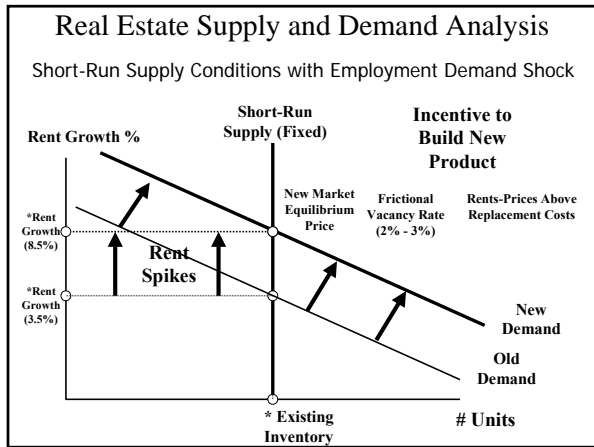 Real Estate Supply and Demand Analysis
Short-Run Supply Conditions with Employment Demand Shock
Short-Run
Supply (Fixed)
Incentive to
Build New
Product
Rent Growth %
New Market
Equilibrium
Price
Frictional
Vacancy Rate
(2% - 3%)
Rents-Prices Above
Replacement Costs
*Rent
Growth
(8.5%)
Rent
Spikes
*Rent
Growth
(3.5%)
New
Demand
Old
Demand
* Existing
Inventory
# Units